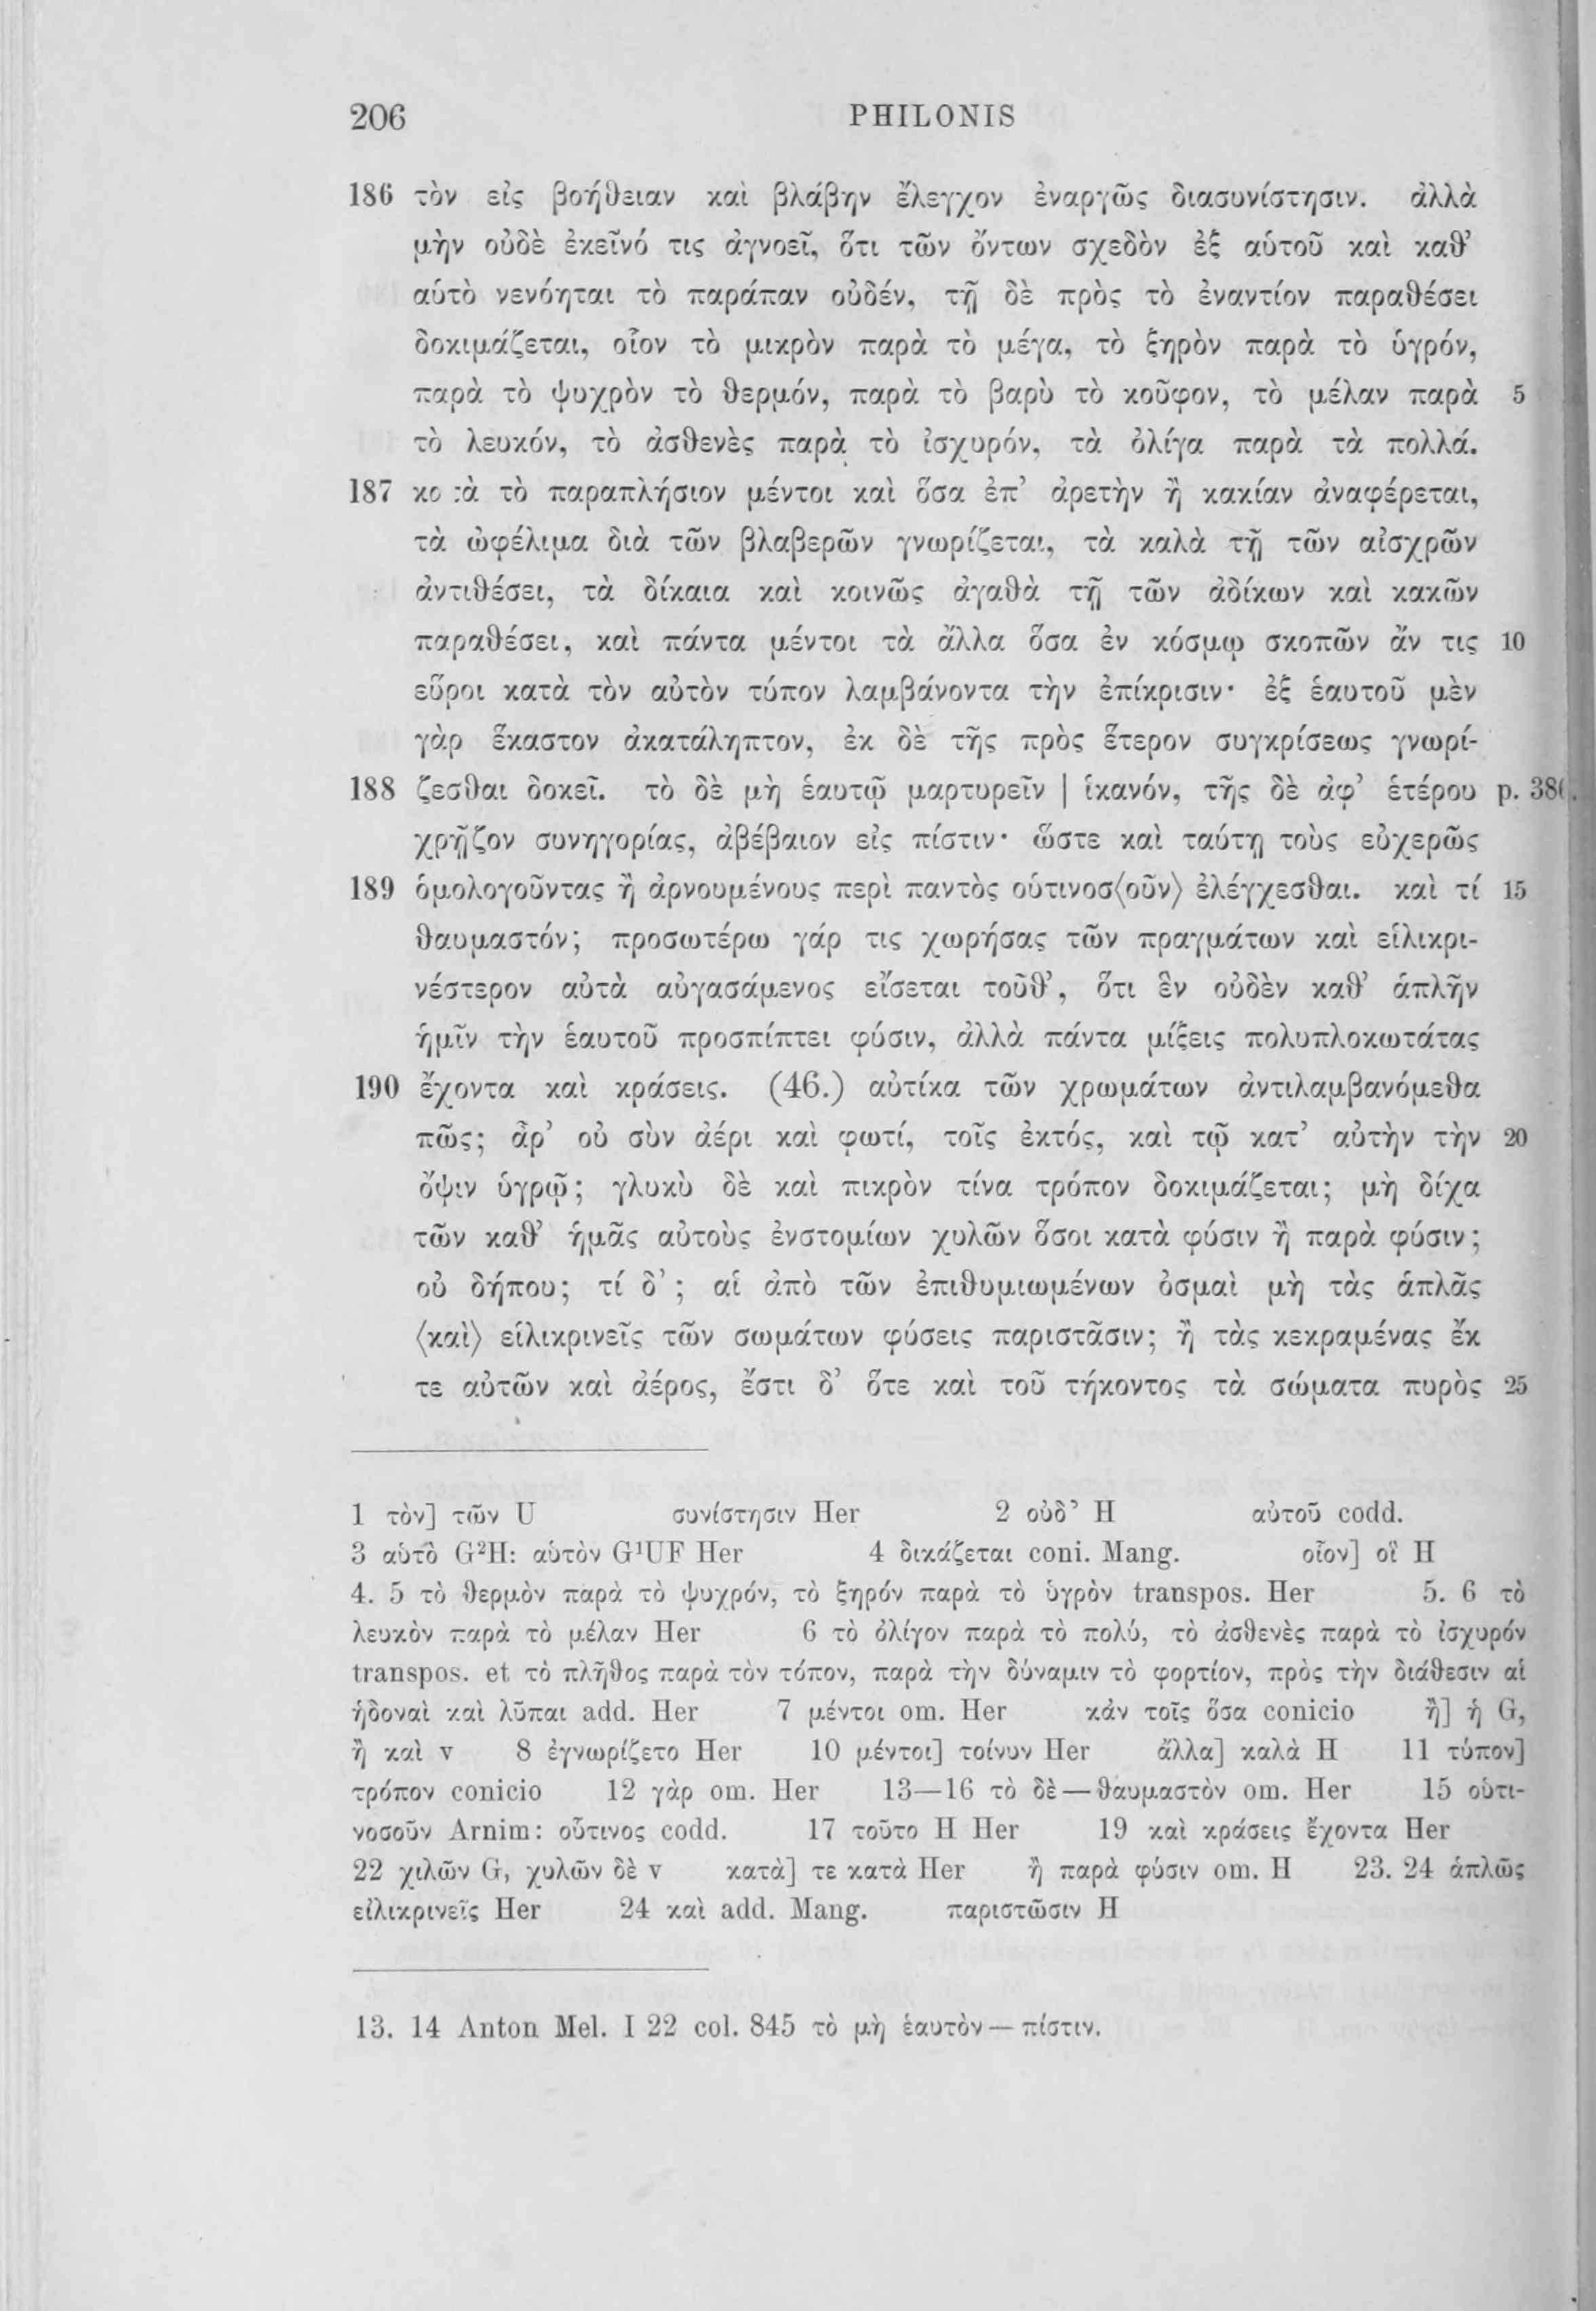 206 PHILONIS
186 τὸν εἰς βοήθειαν καὶ βλάβην ἔλεγχον ἐναργῶς διασυνίστησιν. ἀλλὰ
μὴν οὐδὲ ἐκεῖνό τις ἀγνοεῖ, ὅτι τῶν ὄντων σχεδὸν ἐξ αὑτοῦ καὶ καθ’
αὑτὸ νενόηται τὸ παράπαν οὐδέν, τῇ δὲ πρὸς τὸ ἐναντίον παραθέσει
δοκιμάζεται, οἷον τὸ μικρὸν παρὰ τὸ μέγα, τὸ ξηρὸν παρὰ τὸ ὑγρόν,
παρὰ τὸ ψυχρὸν τὸ θερμόν, παρὰ τὸ βαρὺ τὸ κοῦφον, τὸ μέλαν παρὰ 5
τὸ λευκόν, τὸ ἀσθενὲς παρὰ τὸ ἰσχυρόν, τὰ ὀλίγα παρὰ τὰ πολλά.
187 τὸ παραπλήσιον μέντοι καὶ ὅσα ἐπ’ ἀρετὴν ἢ κακίαν ἀναφέρεται,
τὰ ὠφέλιμα διὰ τῶν βλαβερῶν γνωρίζεται, τὰ καλὰ τῇ τῶν αἰσχρῶν
ἀντιθέσει, τὰ δίκαια καὶ κοινῶς ἀγαθὰ τῇ τῶν ἀδίκων καὶ κακῶν
παραθέσει, καὶ πάντα μέντοι τὰ ἄλλα ὅσα ἐν κόσμῳ σκοπῶν ἄν τις 10
εὕροι κατὰ τὸν αὐτὸν τύπον λαμβάνοντα τὴν ἐπίκρισιν· ἐξ ἑαυτοῦ μὲν
γὰρ ἕκαστον ἀκατάληπτον, ἐκ δὲ τῆς πρὸς ἕτερον συγκρίσεως γνωρί-
188 ζεσθαι δοκεῖ. τὸ δὲ μὴ ἑαυτῷ μαρτυρεῖν | ἱκανόν, τῆς δὲ ἀφ’ ἑτέρου p.
χρῇζον συνηγορίας, ἀβέβαιον εἰς πίστιν· ὥστε καὶ ταύτῃ τοὺς εὐχερῶς
189 ὁμολογοῦντας ἢ ἀρνουμένους περὶ παντὸς οὑτινοσ⟨οῦν⟩ ἐλέγχεσθαι. καὶ τί 15
θαυμαστόν; προσωτέρω γάρ τις χωρήσας τῶν πραγμάτων καὶ εἱλικρι-
νέστερον αὐτὰ αὐγασάμενος εἴσεται τοῦθ’, ὅτι ἓν οὐδὲν καθ’ ἁπλῆν
ἡμῖν τὴν ἑαυτοῦ προσπίπτει φύσιν, ἀλλὰ πάντα μίξεις πολυπλοκωτάτας
190 ἔχοντα καὶ κράσεις. (46.) αὐτίκα τῶν χρωμάτων ἀντιλαμβανόμεθα
πῶς; ἆρ’ οὐ σὺν ἀέρι καὶ φωτί, τοῖς ἐκτός, καὶ τῷ κατ’ αὐτὴν τὴν 20
ὄψιν ὑγρῷ; γλυκὺ δὲ καὶ πικρὸν τίνα τρόπον δοκιμάζεται; μὴ δίχα
τῶν καθ’ ἡμᾶς αὐτοὺς ἐνστομίων χυλῶν ὅσοι κατὰ φύσιν ἢ παρὰ φύσιν;
οὐ δήπου; τί δ’; αἱ ἀπὸ τῶν ἐπιθυμιωμένων ὀσμαὶ μὴ τὰς ἁπλᾶς
⟨καὶ⟩ εἱλικρινεῖς τῶν σωμάτων φύσεις παριστᾶσιν; ἢ τὰς κεκραμένας ἔκ
τε αὐτῶν καὶ ἀέρος, ἔστι δ’ ὅτε καὶ τοῦ τήκοντος τὰ σώματα πυρὸς 25
1 τὸν] τῶν U συνίστησιν Her 2 οὐδ’ H αὐτοῦ codd.
3 αὑτὸ G²H: αὑτὸν G¹UF Her 4 δικάζεται coni. Mang. οἷον] οἵ H
4. 5 τὸ θερμὸν παρὰ τὸ ψυχρόν, τὸ ξηρόν παρὰ τὸ ὑγρὸν transpos. Her 5. 6 τὸ
λευκὸν παρὰ τὸ μέλαν Her 6 τὸ ὀλίγον παρὰ τὸ πολύ, τὸ ἀσθενὲς παρὰ τὸ ἰσχυρόν
transpos. et τὸ πλῆθος παρὰ τὸν τόπον, παρὰ τὴν δύναμιν τὸ φορτίον, πρὸς τὴν διάθεσιν αἱ
ἡδοναὶ καὶ λῦπαι add. Her 7 μέντοι om. Her κἀν τοῖς ὅσα conicio ἢ] ἡ G,
ἢ καὶ v 8 ἐγνωρίζετο Her 10 μέντοι] τοίνυν Her ἄλλα] καλὰ H 11 τύπον]
τρόπον conicio 12 γὰρ om. Her 13—16 τὸ δὲ—θαυμαστὸν om. Her 15 οὑτι-
νοσοῦν Arnim: οὗτινος codd. 17 τοῦτο H Her 19 καὶ κράσεις ἔχοντα Her
22 χιλῶν G, χυλῶν δὲ v κατὰ] τε κατὰ Her ἢ παρὰ φύσιν om. H 23. 24 ἁπλῶς
εἰλικρινεῖς Her 24 καὶ add. Mang. παριστῶσιν H
13. 14 Anton Mel. I 22 col. 845 τὸ μὴ ἑαυτὸν—πίστιν.